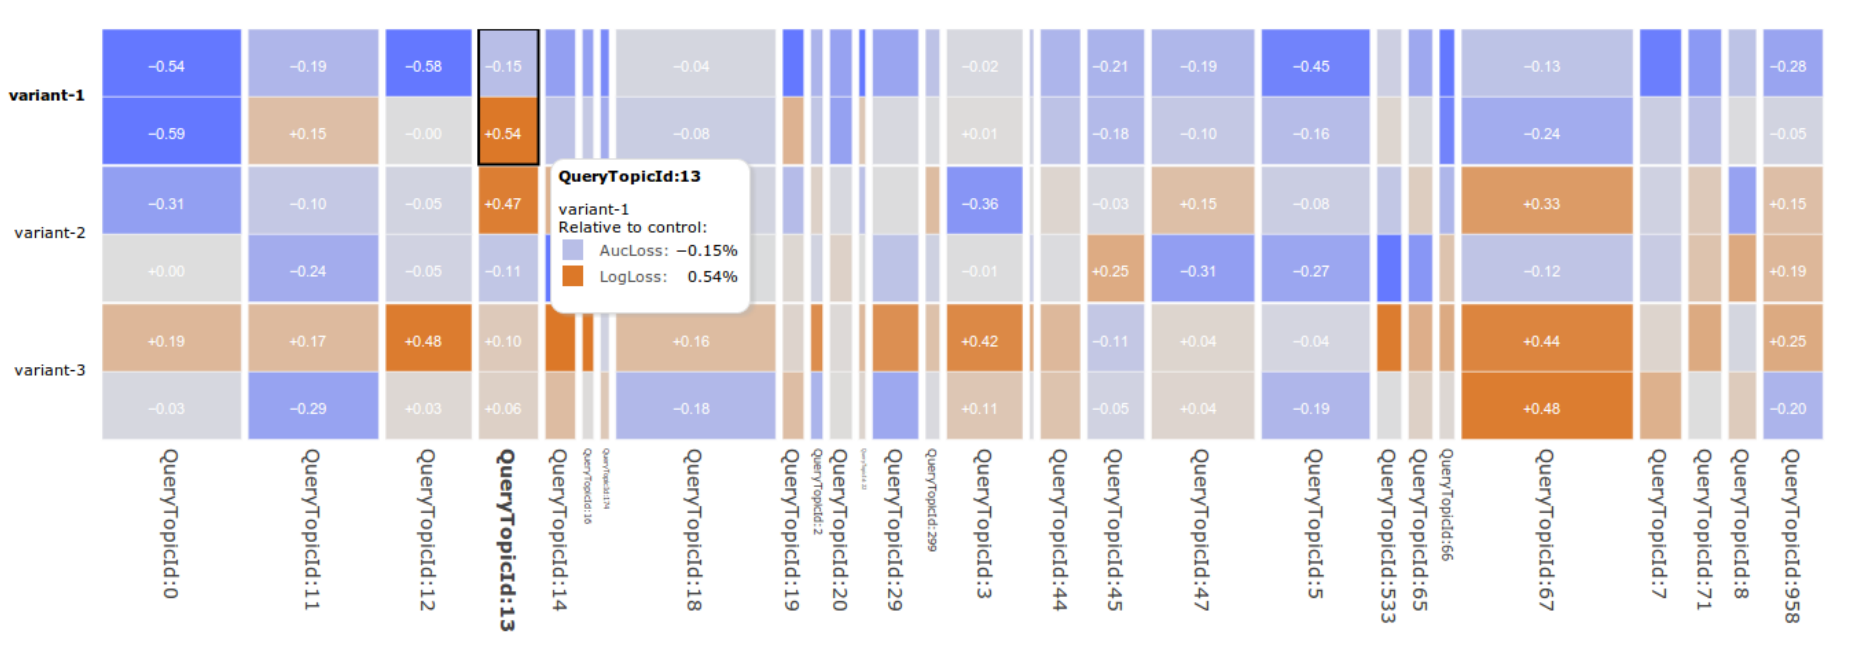 −0.54 −0.19 −0.58 −0.15 −0.04 −0.02 −0.21 −0.19 −0.45 −0.13 −0.28
variant-1
−0.59 +0.15 −0.00 +0.54 −0.08 +0.01 −0.18 −0.10 −0.16 −0.24 −0.05
QueryTopicId:13
variant-1
Relative to control:
AucLoss: −0.15%
LogLoss: 0.54%
−0.31 −0.10 −0.05 +0.47 −0.36 −0.03 +0.15 −0.08 +0.33 +0.15
variant-2
+0.00 −0.24 −0.05 −0.11 −0.01 +0.25 −0.31 −0.27 −0.12 +0.19
+0.19 +0.17 +0.48 +0.10 +0.16 +0.42 −0.11 +0.04 −0.04 +0.44 +0.25
variant-3
−0.03 −0.29 +0.03 +0.06 −0.18 +0.11 −0.05 +0.04 −0.19 +0.48 −0.20
QueryTopicId:0
QueryTopicId:11
QueryTopicId:12
QueryTopicId:13
QueryTopicId:14
QueryTopicId:16
QueryTopicId:174
QueryTopicId:18
QueryTopicId:19
QueryTopicId:2
QueryTopicId:20
QueryTopicId:29
QueryTopicId:299
QueryTopicId:3
QueryTopicId:44
QueryTopicId:45
QueryTopicId:47
QueryTopicId:5
QueryTopicId:533
QueryTopicId:65
QueryTopicId:66
QueryTopicId:67
QueryTopicId:7
QueryTopicId:71
QueryTopicId:8
QueryTopicId:958